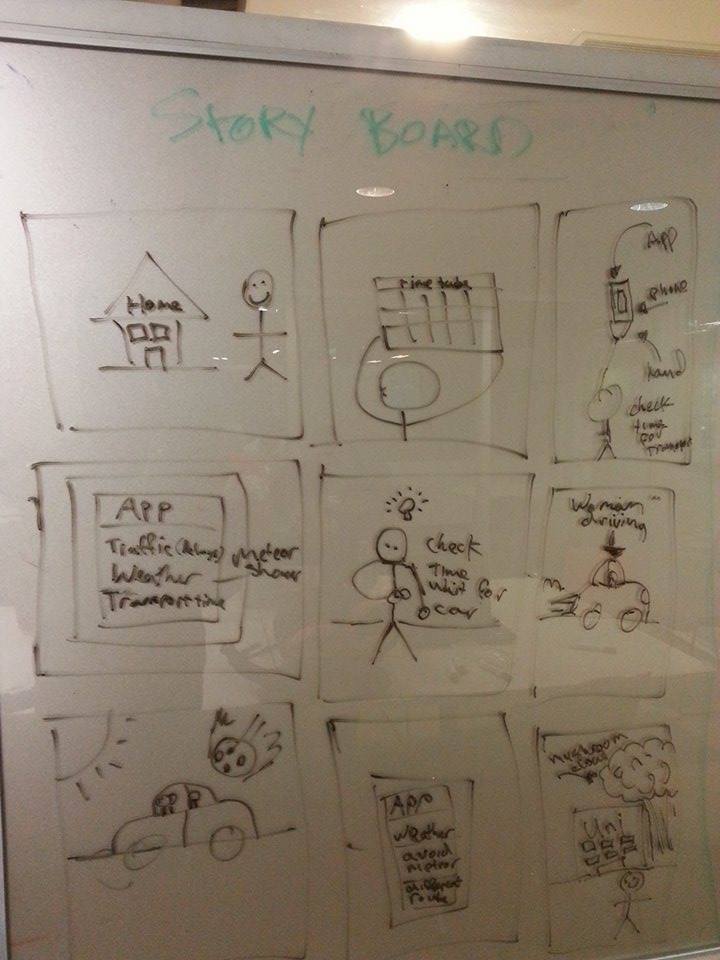 STORY BOARD
Home
time table
App
phone
hand
check
time
for
transport
APP
Traffic (delays)
Weather
Transport time
meteor
shower
check
Time
wait for
car
Woman
driving
APP
weather
avoid
meteor
different
route
mushroom
cloud
Uni